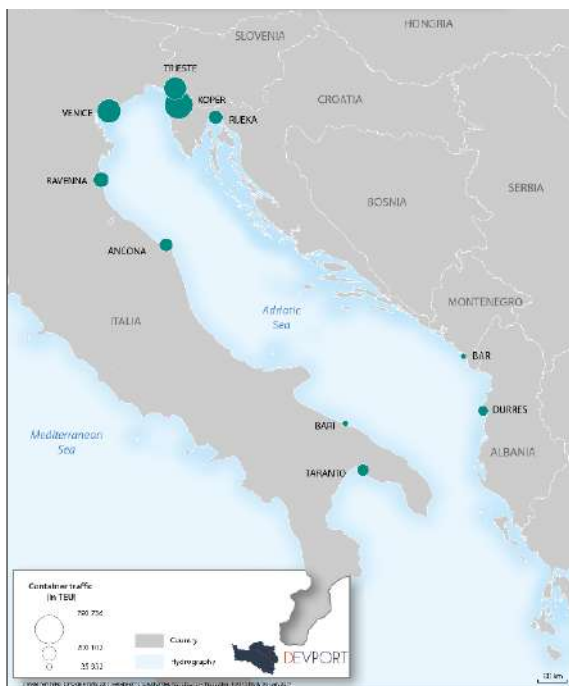 HONGRIA
SLOVENIA
TRIESTE
CROATIA
KOPER
VENICE
RIJEKA
SERBIA
RAVENNA
BOSNIA
ANCONA
MONTENEGRO
ITALIA
Adriatic
Sea
BAR
DURRES
BARI
Mediterranean
Sea
ALBANIA
TARANTO
Container traffic
(in TEU)
Country
Hydrography
DEVPORT